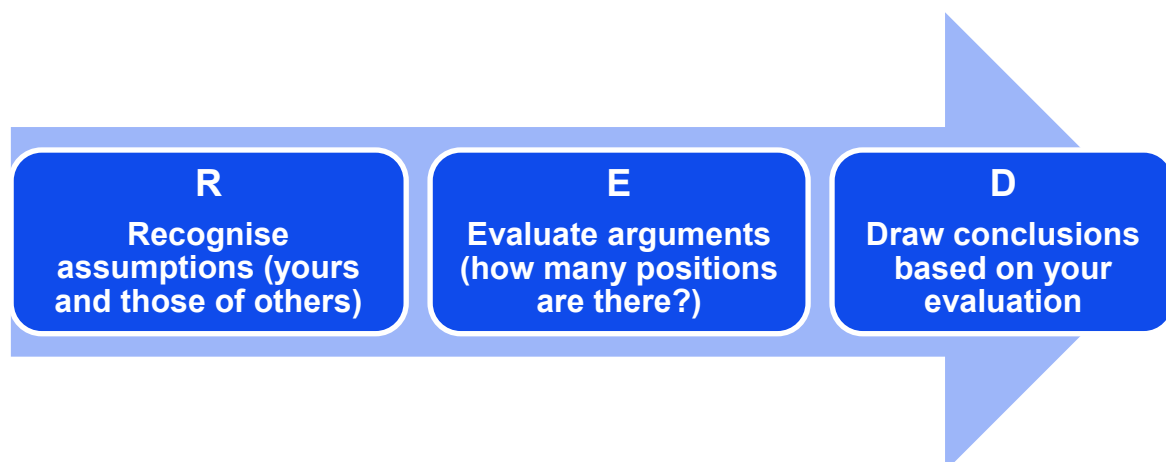 R
Recognise
assumptions (yours
and those of others)
E
Evaluate arguments
(how many positions
are there?)
D
Draw conclusions
based on your
evaluation